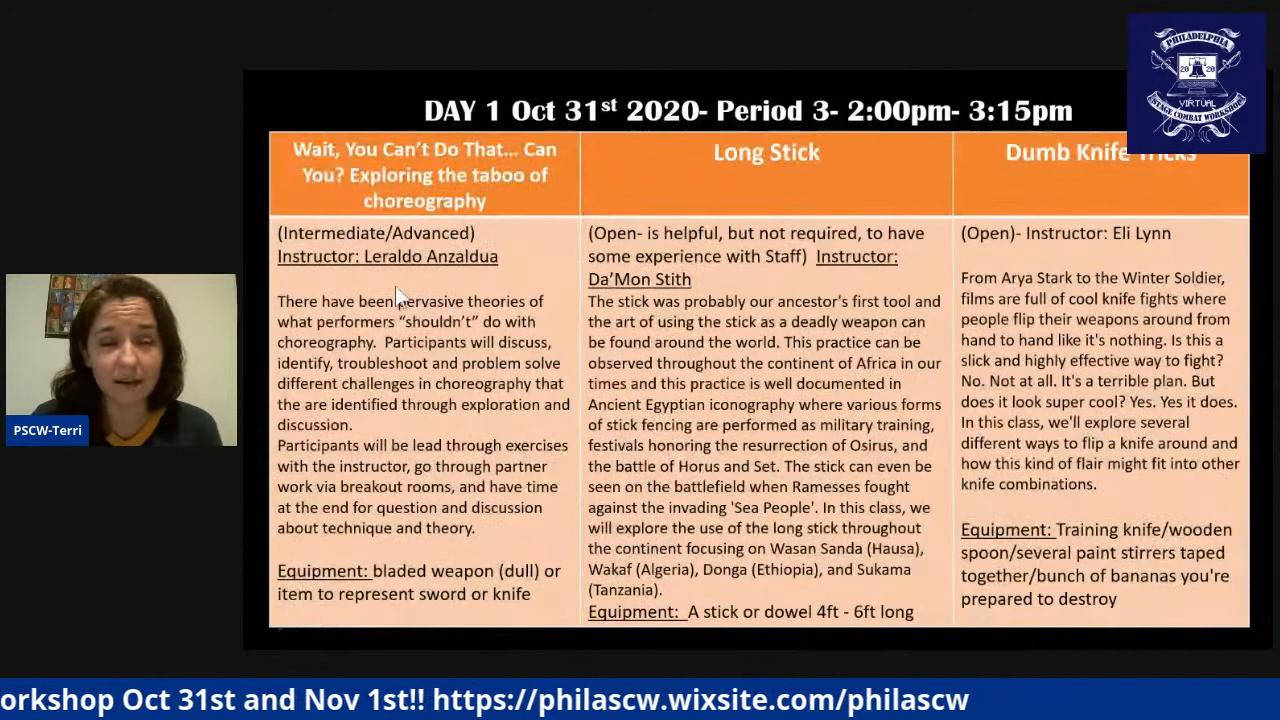 PHILADELPHIA
20 20
VIRTUAL
STAGE COMBAT WORKSHOP
DAY 1 Oct 31st 2020- Period 3- 2:00pm- 3:15pm
Wait, You Can’t Do That… Can
You? Exploring the taboo of
choreography
(Intermediate/Advanced)
Instructor: Leraldo Anzaldua
There have been pervasive theories of
what performers “shouldn’t” do with
choreography.  Participants will discuss,
identify, troubleshoot and problem solve
different challenges in choreography that
the are identified through exploration and
discussion.
Participants will be lead through exercises
with the instructor, go through partner
work via breakout rooms, and have time
at the end for question and discussion
about technique and theory.
Equipment: bladed weapon (dull) or
item to represent sword or knife
Long Stick
(Open- is helpful, but not required, to have
some experience with Staff)  Instructor:
Da’Mon Stith
The stick was probably our ancestor's first tool and
the art of using the stick as a deadly weapon can
be found around the world. This practice can be
observed throughout the continent of Africa in our
times and this practice is well documented in
Ancient Egyptian iconography where various forms
of stick fencing are performed as military training,
festivals honoring the resurrection of Osirus, and
the battle of Horus and Set. The stick can even be
seen on the battlefield when Ramesses fought
against the invading 'Sea People'. In this class, we
will explore the use of the long stick throughout
the continent focusing on Wasan Sanda (Hausa),
Wakaf (Algeria), Donga (Ethiopia), and Sukama
(Tanzania).
Equipment:  A stick or dowel 4ft - 6ft long
Dumb Knife Tricks
(Open)- Instructor: Eli Lynn
From Arya Stark to the Winter Soldier,
films are full of cool knife fights where
people flip their weapons around from
hand to hand like it's nothing. Is this a
slick and highly effective way to fight?
No. Not at all. It's a terrible plan. But
does it look super cool? Yes. Yes it does.
In this class, we'll explore several
different ways to flip a knife around and
how this kind of flair might fit into other
knife combinations.
Equipment: Training knife/wooden
spoon/several paint stirrers taped
together/bunch of bananas you're
prepared to destroy
PSCW-Terri
orkshop Oct 31st and Nov 1st!! https://philascw.wixsite.com/philascw